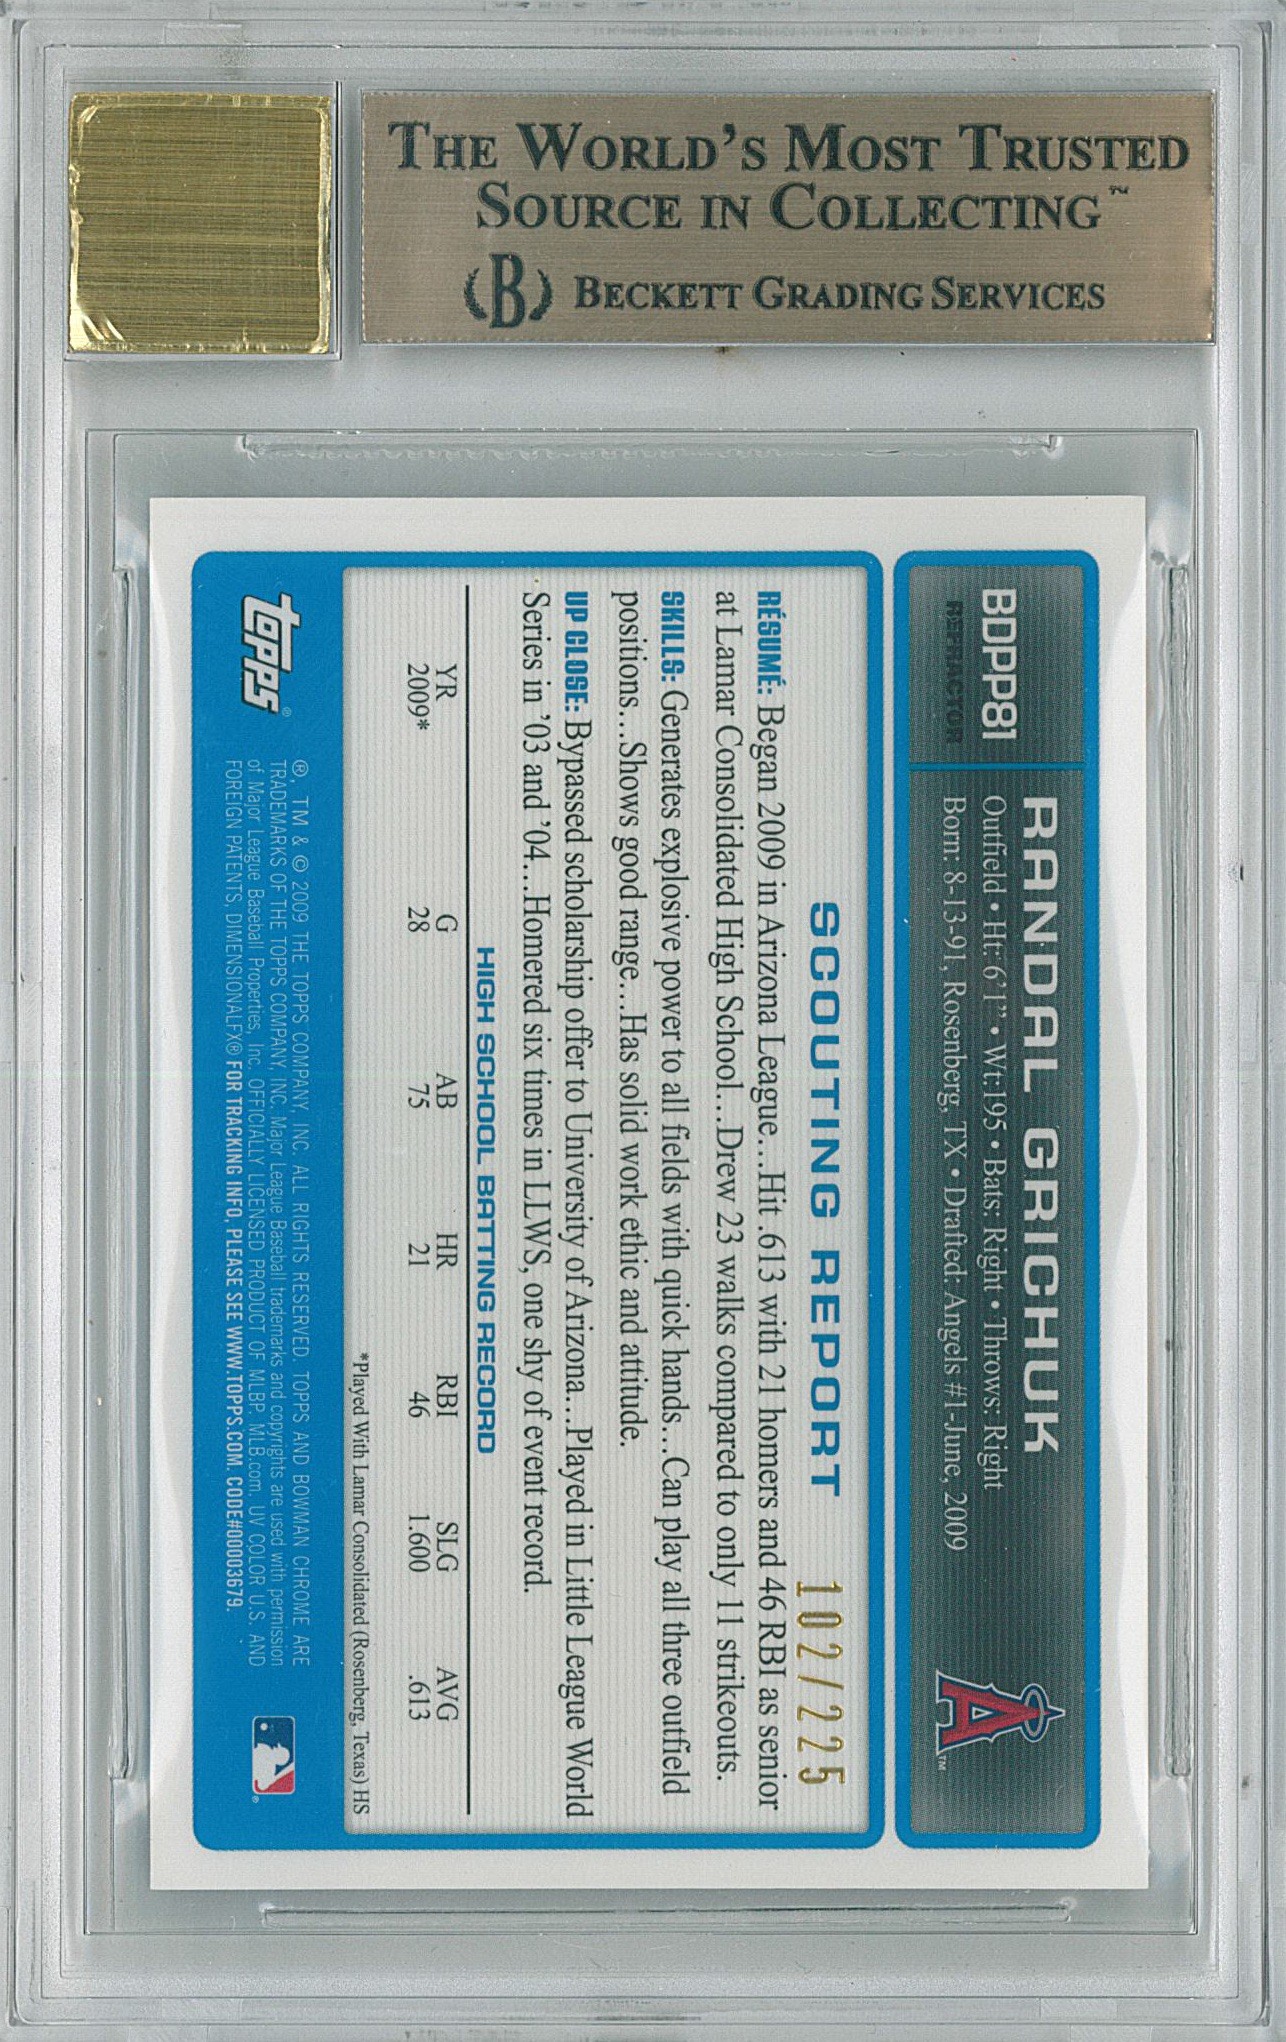 THE WORLD'S MOST TRUSTED
SOURCE IN COLLECTING™
B BECKETT GRADING SERVICES
BDPP81
REFRACTOR
RANDAL GRICHUK
Outfield • Ht: 6'1" • Wt:195 • Bats: Right • Throws: Right
Born: 8-13-91, Rosenberg, TX • Drafted: Angels #1-June, 2009
A™
SCOUTING REPORT
102/225
RÉSUMÉ: Began 2009 in Arizona League...Hit .613 with 21 homers and 46 RBI as senior
at Lamar Consolidated High School...Drew 23 walks compared to only 11 strikeouts.
SKILLS: Generates explosive power to all fields with quick hands...Can play all three outfield
positions...Shows good range...Has solid work ethic and attitude.
UP CLOSE: Bypassed scholarship offer to University of Arizona...Played in Little League World
Series in '03 and '04...Homered six times in LLWS, one shy of event record.
HIGH SCHOOL BATTING RECORD
YR G AB HR RBI SLG AVG
2009* 28 75 21 46 1.600 .613
*Played With Lamar Consolidated (Rosenberg, Texas) HS
topps®
®, TM & © 2009 THE TOPPS COMPANY, INC. ALL RIGHTS RESERVED. TOPPS AND BOWMAN CHROME ARE
TRADEMARKS OF THE TOPPS COMPANY, INC. Major League Baseball trademarks and copyrights are used with permission
of Major League Baseball Properties, Inc. OFFICIALLY LICENSED PRODUCT OF MLBP. MLB.com. UV COLOR U.S. AND
FOREIGN PATENTS, DIMENSIONALFX® FOR TRACKING INFO, PLEASE SEE WWW.TOPPS.COM. CODE#00003679.